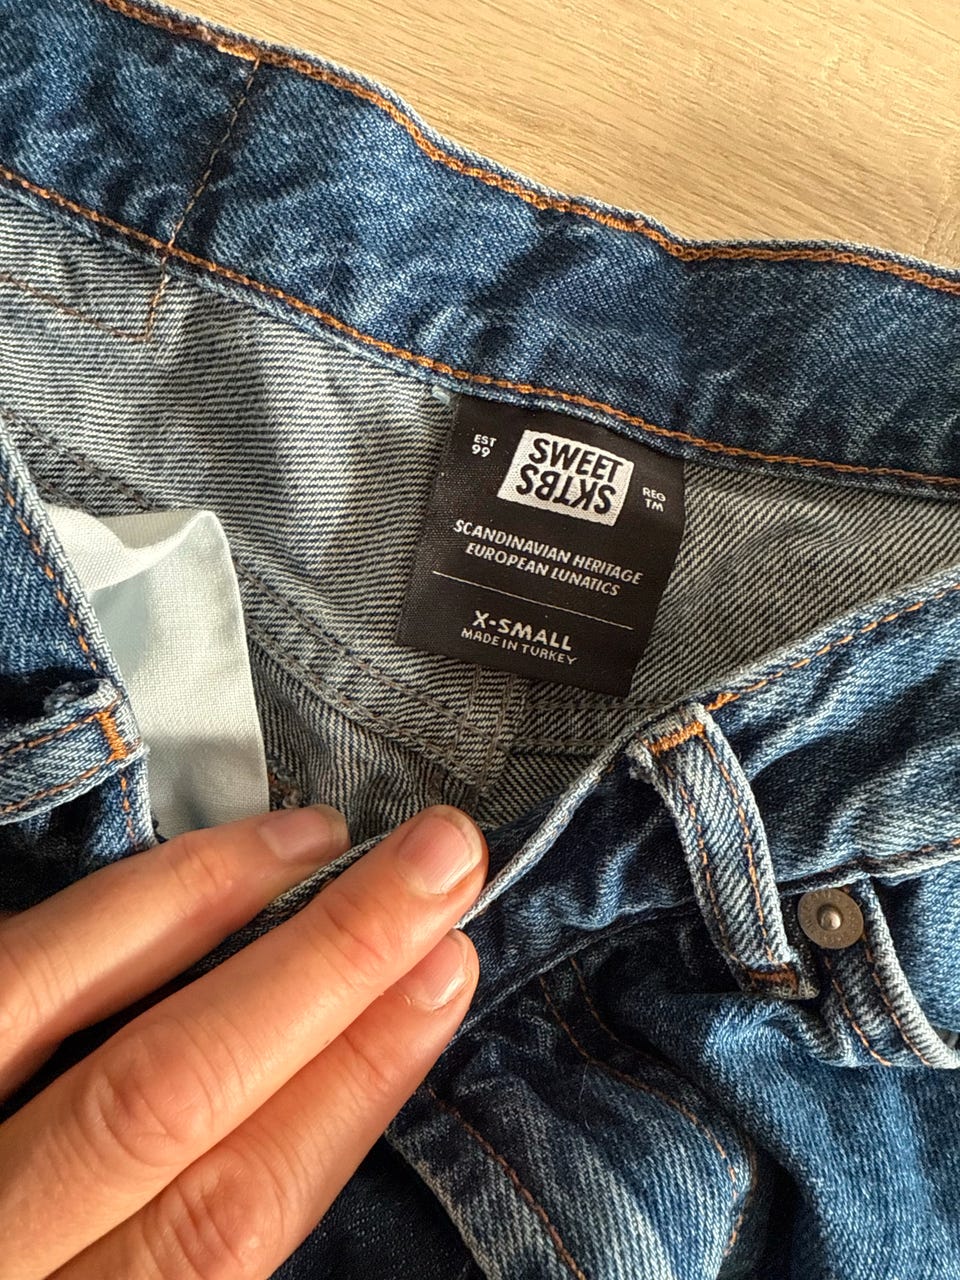 EST
99
SWEET
SKTBS
REG
TM
SCANDINAVIAN HERITAGE
EUROPEAN LUNATICS
X-SMALL
MADE IN TURKEY